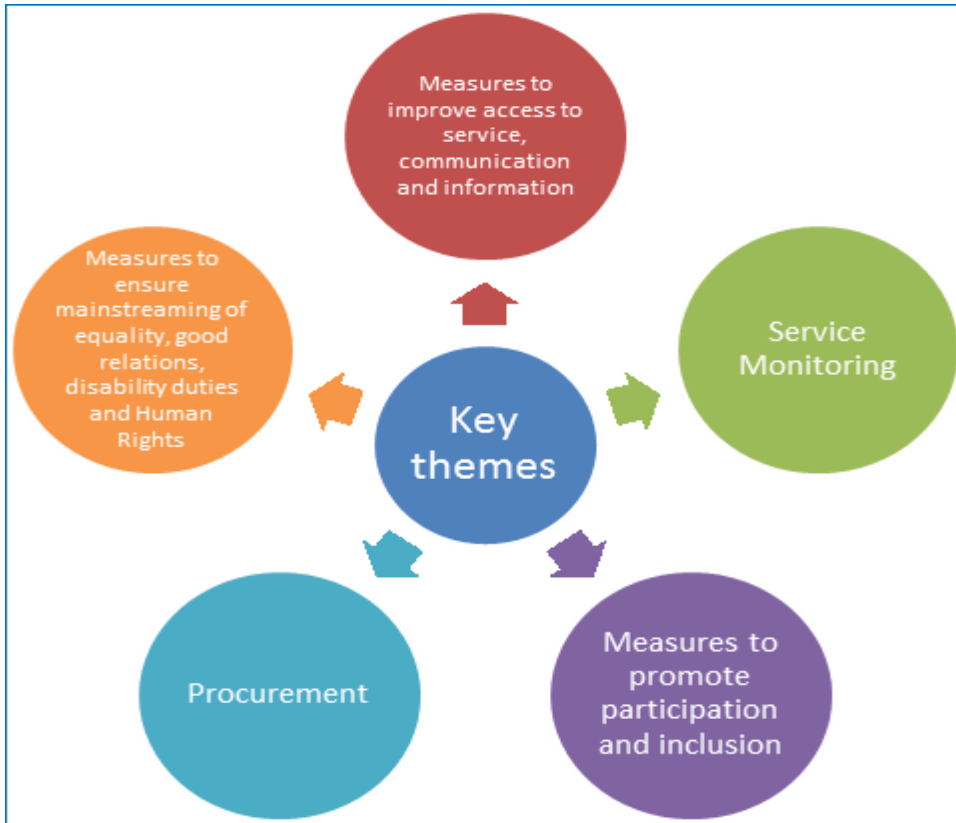 Measures to
improve access to
service,
communication
and information
Measures to
ensure
mainstreaming of
equality, good
relations,
disability duties
and Human
Rights
Service
Monitoring
Key
themes
Procurement
Measures to
promote
participation
and inclusion